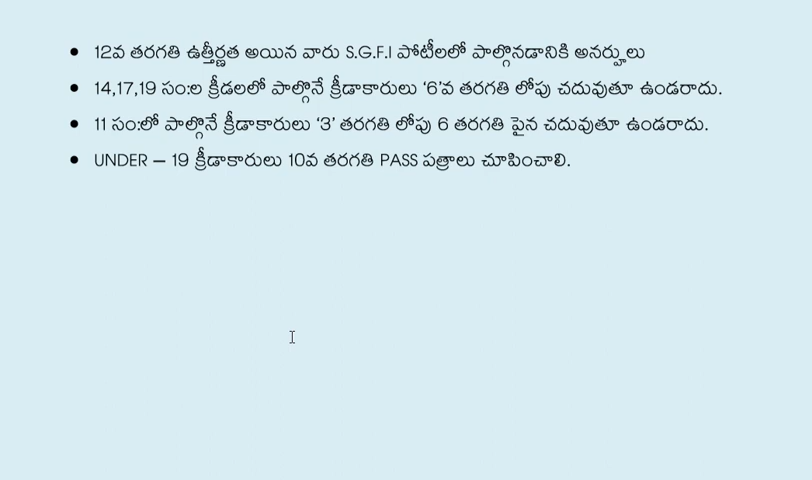 • 12వ తరగతి ఉత్తీర్ణత అయిన వారు S.G.F.I పోటీలలో పాల్గొనడానికి అనర్హులు
• 14,17,19 సం:ల క్రీడలలో పాల్గొనే క్రీడాకారులు ‘6’వ తరగతి లోపు చదువుతూ ఉండరాదు.
• 11 సం:లో పాల్గొనే క్రీడాకారులు ‘3’ తరగతి లోపు 6 తరగతి పైన చదువుతూ ఉండరాదు.
• UNDER – 19 క్రీడాకారులు 10వ తరగతి PASS పత్రాలు చూపించాలి.